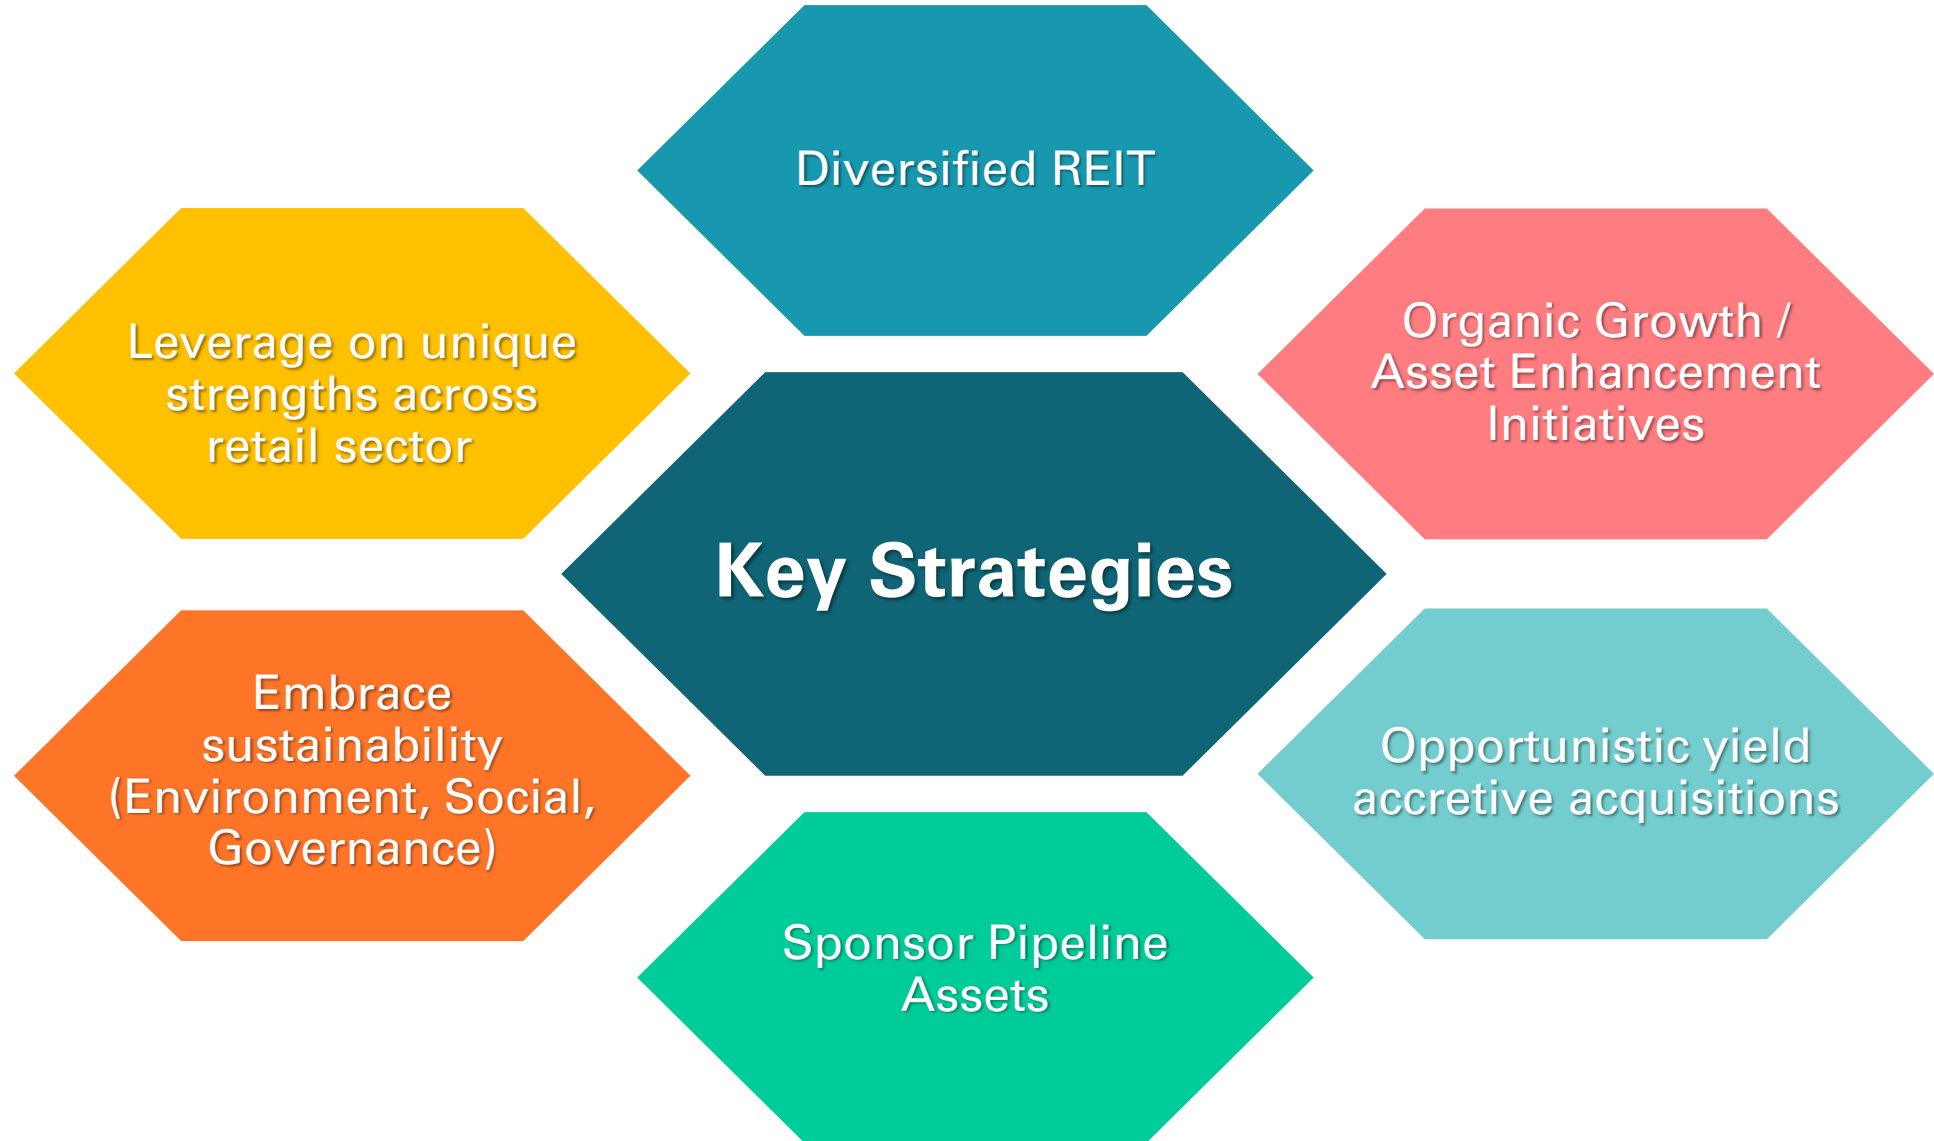 Diversified REIT
Leverage on unique
strengths across
retail sector
Organic Growth /
Asset Enhancement
Initiatives
Key Strategies
Embrace
sustainability
(Environment, Social,
Governance)
Opportunistic yield
accretive acquisitions
Sponsor Pipeline
Assets